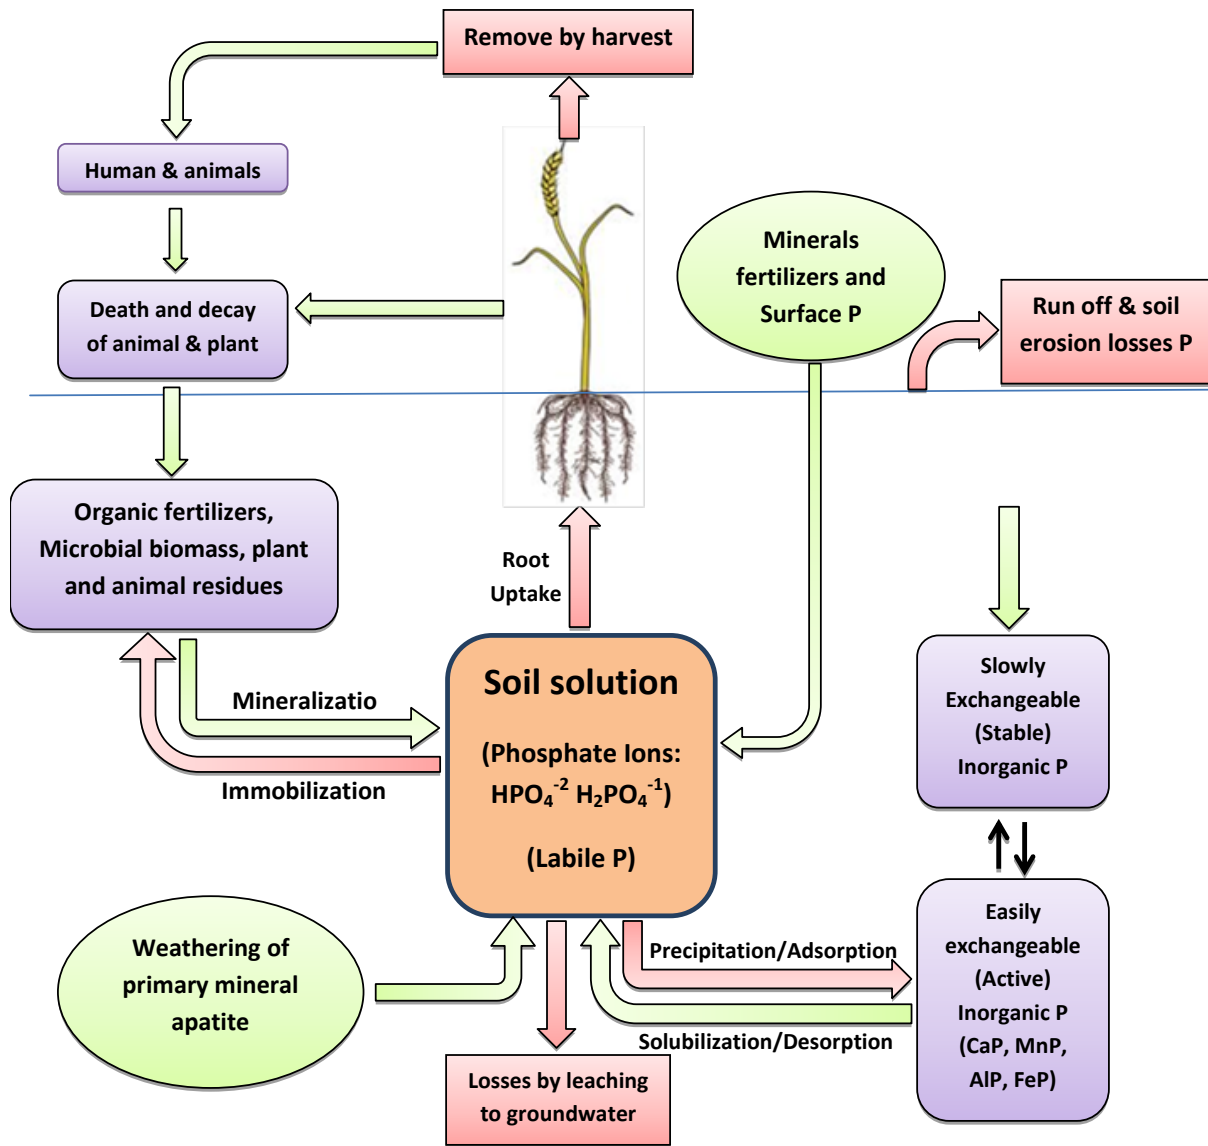 Remove by harvest
Human & animals
Minerals
fertilizers and
Surface P
Death and decay
of animal & plant
Run off & soil
erosion losses P
Organic fertilizers,
Microbial biomass, plant
and animal residues
Root
Uptake
Slowly
Exchangeable
(Stable)
Inorganic P
Mineralizatio
Immobilization
Soil solution
(Phosphate Ions:
HPO₄⁻² H₂PO₄⁻¹)
(Labile P)
Weathering of
primary mineral
apatite
Precipitation/Adsorption
Solubilization/Desorption
Easily
exchangeable
(Active)
Inorganic P
(CaP, MnP,
AlP, FeP)
Losses by leaching
to groundwater